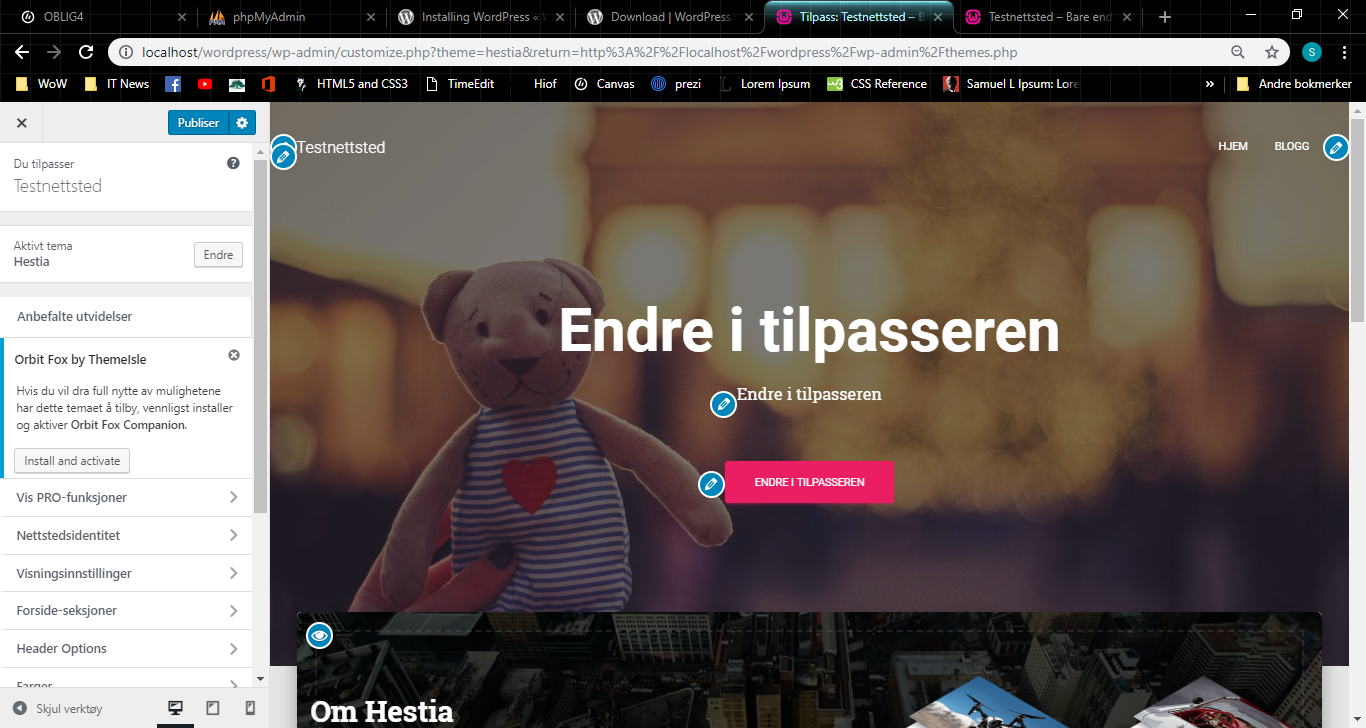 OBLIG4
phpMyAdmin
Installing WordPress «
Download | WordPress.
Tilpass: Testnettsted –
Testnettsted – Bare end
localhost/wordpress/wp-admin/customize.php?theme=hestia&return=http%3A%2F%2Flocalhost%2Fwordpress%2Fwp-admin%2Fthemes.php
S
WoW
IT News
HTML5 and CSS3
TimeEdit
Hiof
Canvas
prezi
Lorem Ipsum
CSS Reference
Samuel L Ipsum: Lore
»
Andre bokmerker
Publiser
Du tilpasser
Testnettsted
Aktivt tema
Hestia
Endre
Anbefalte utvidelser
Orbit Fox by ThemeIsle
Hvis du vil dra full nytte av mulighetene
har dette temaet å tilby, vennligst installer
og aktiver Orbit Fox Companion.
Install and activate
Vis PRO-funksjoner
Nettstedsidentitet
Visningsinnstillinger
Forside-seksjoner
Header Options
Farger
Skjul verktøy
Testnettsted
HJEM
BLOGG
Endre i tilpasseren
Endre i tilpasseren
ENDRE I TILPASSEREN
Om Hestia